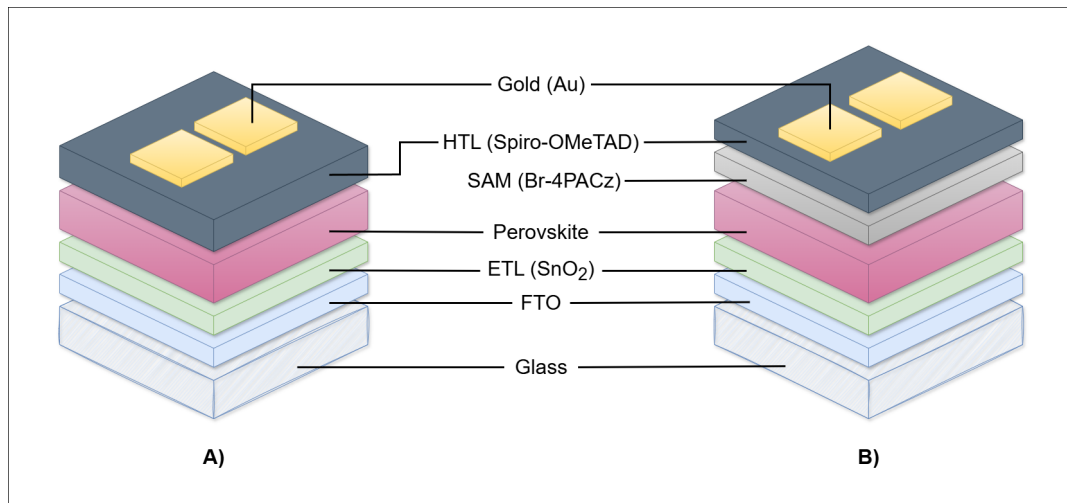 Gold (Au)
HTL (Spiro-OMeTAD)
SAM (Br-4PACz)
Perovskite
ETL (SnO2)
FTO
Glass
A)
B)